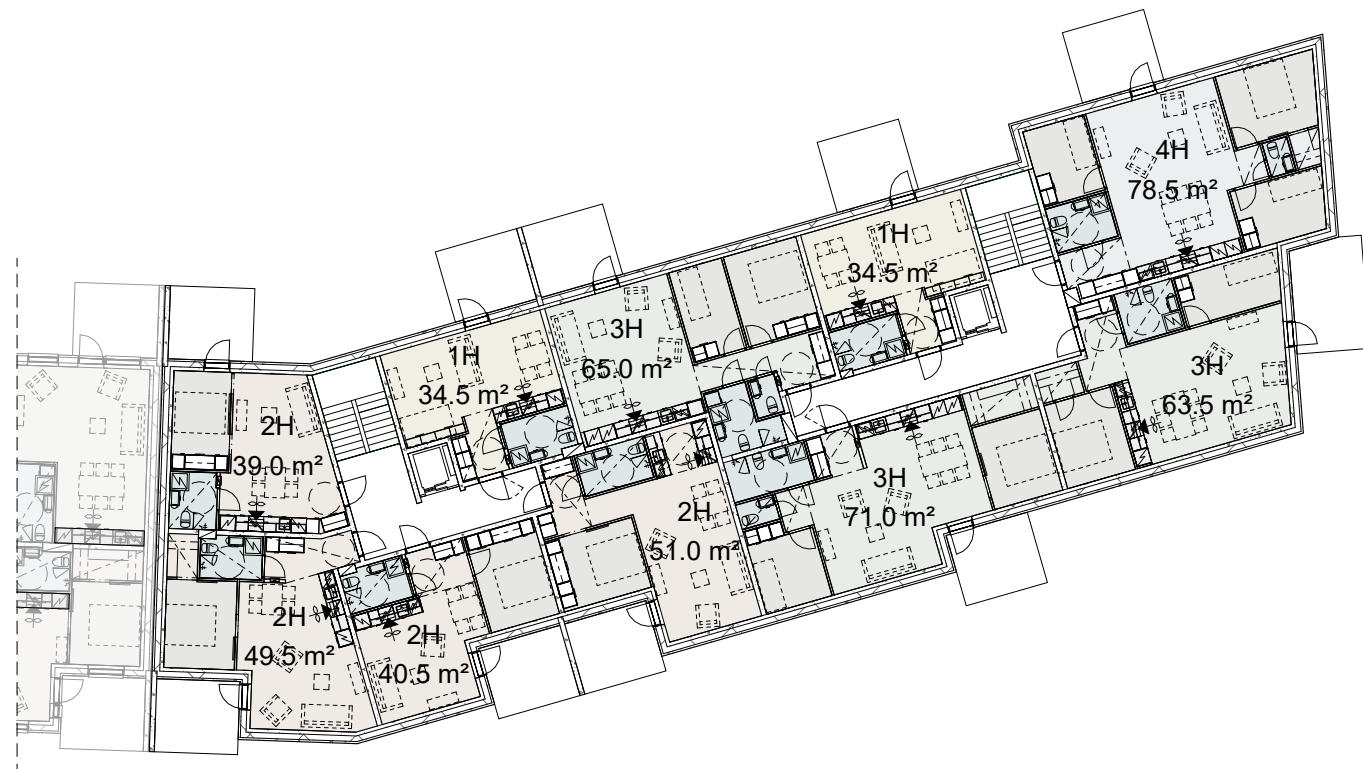 4H
78.5 m²
1H
34.5 m²
3H
65.0 m²
1H
34.5 m²
3H
63.5 m²
2H
39.0 m²
3H
71.0 m²
2H
51.0 m²
2H
49.5 m²
2H
40.5 m²